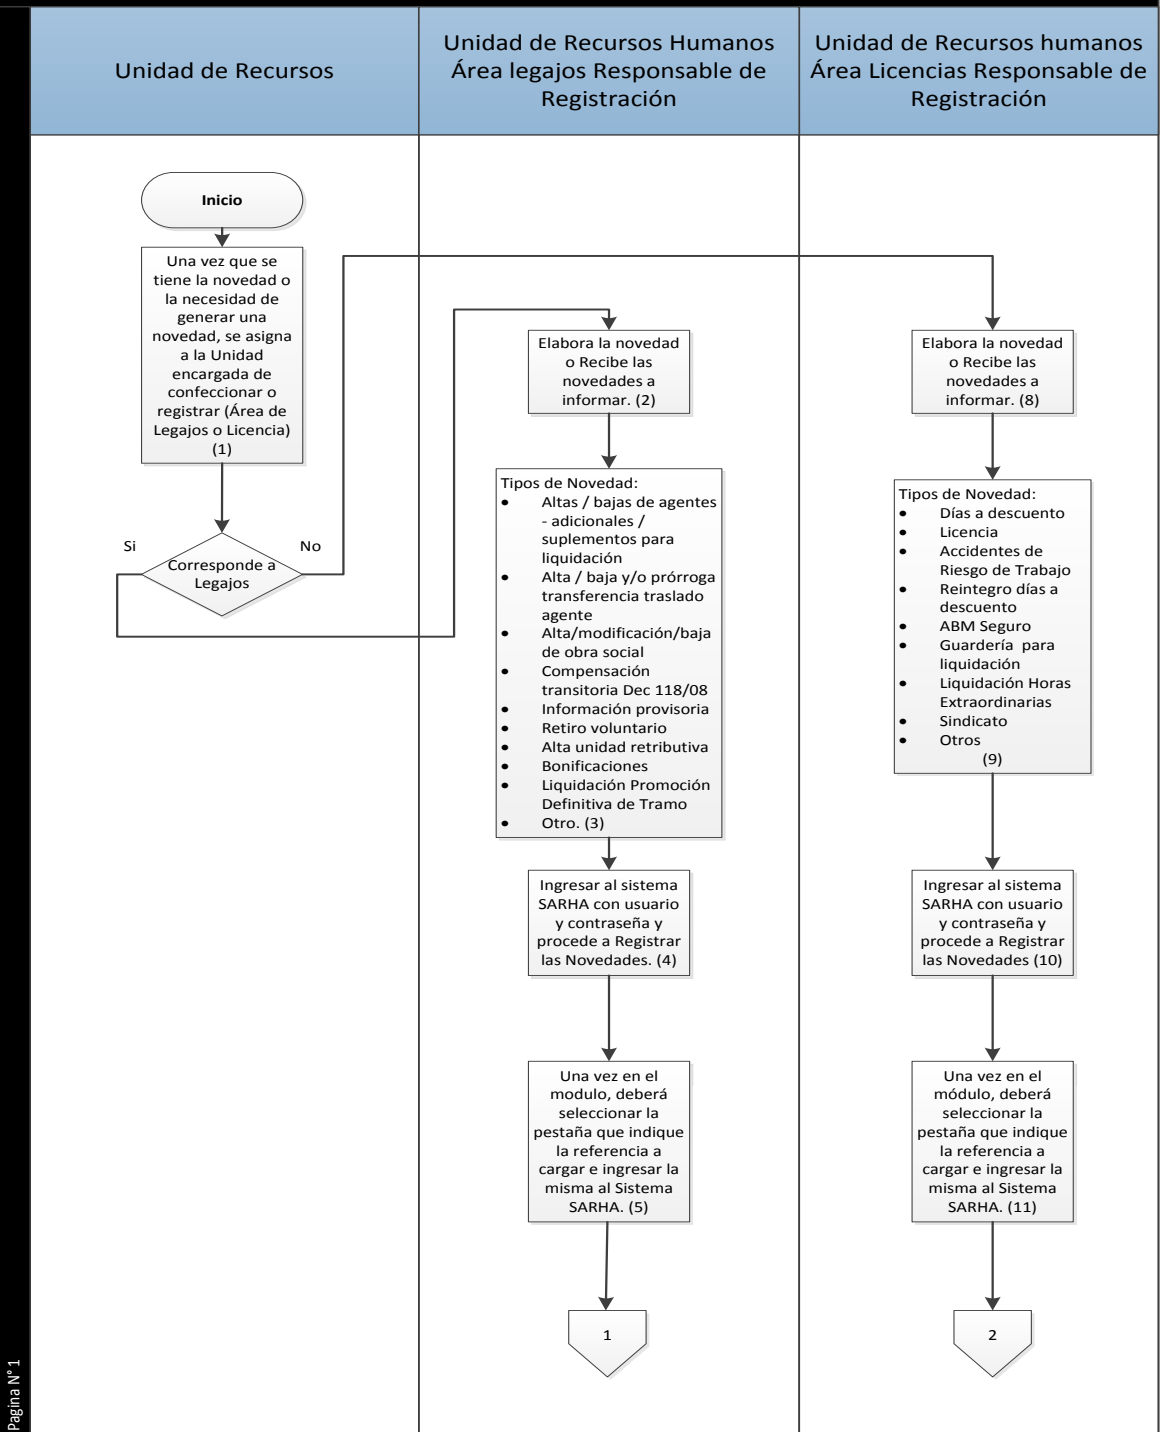 Unidad de Recursos
Unidad de Recursos Humanos
Área legajos Responsable de
Registración
Unidad de Recursos humanos
Área Licencias Responsable de
Registración
Inicio
Una vez que se
tiene la novedad o
la necesidad de
generar una
novedad, se asigna
a la Unidad
encargada de
confeccionar o
registrar (Área de
Legajos o Licencia)
(1)
Si
No
Corresponde a
Legajos
Elabora la novedad
o Recibe las
novedades a
informar. (2)
Tipos de Novedad:
• Altas / bajas de agentes
- adicionales /
suplementos para
liquidación
• Alta / baja y/o prórroga
transferencia traslado
agente
• Alta/modificación/baja
de obra social
• Compensación
transitoria Dec 118/08
• Información provisoria
• Retiro voluntario
• Alta unidad retributiva
• Bonificaciones
• Liquidación Promoción
Definitiva de Tramo
• Otro. (3)
Ingresar al sistema
SARHA con usuario
y contraseña y
procede a Registrar
las Novedades. (4)
Una vez en el
modulo, deberá
seleccionar la
pestaña que indique
la referencia a
cargar e ingresar la
misma al Sistema
SARHA. (5)
1
Elabora la novedad
o Recibe las
novedades a
informar. (8)
Tipos de Novedad:
• Días a descuento
• Licencia
• Accidentes de
Riesgo de Trabajo
• Reintegro días a
descuento
• ABM Seguro
• Guardería para
liquidación
• Liquidación Horas
Extraordinarias
• Sindicato
• Otros
(9)
Ingresar al sistema
SARHA con usuario
y contraseña y
procede a Registrar
las Novedades (10)
Una vez en el
módulo, deberá
seleccionar la
pestaña que indique
la referencia a
cargar e ingresar la
misma al Sistema
SARHA. (11)
2
Pagina N° 1